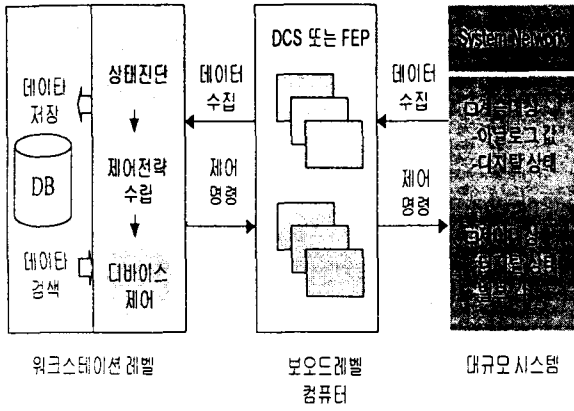 데이타
저장
DB
데이타
검색
상태진단
제어전략
수립
디바이스
제어
데이터
수집
제어
명령
DCS 또는 FEP
데이터
수집
제어
명령
System Network
아날로그 값
디지탈 상태
워크스테이션 레벨
보오드레벨
컴퓨터
대규모 시스템